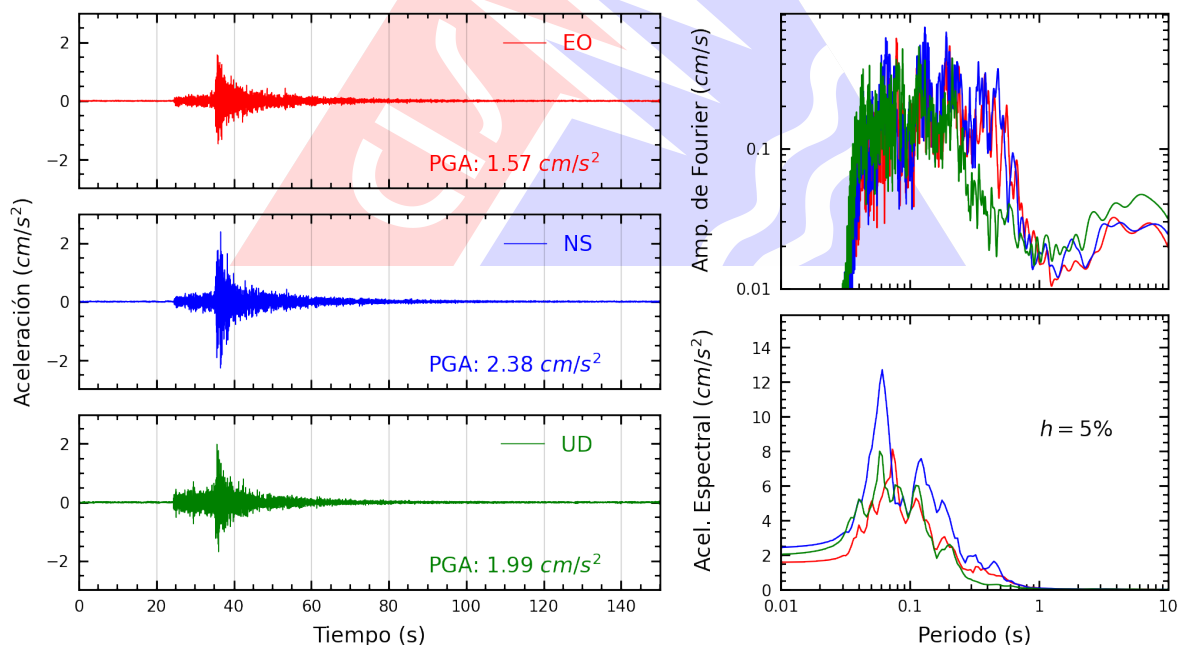 Aceleración (cm/s²)
2
0
−2
EO
PGA: 1.57 cm/s²
2
0
−2
NS
PGA: 2.38 cm/s²
2
0
−2
UD
PGA: 1.99 cm/s²
0 20 40 60 80 100 120 140
Tiempo (s)
Amp. de Fourier (cm/s)
0.1
0.01
Acel. Espectral (cm/s²)
14
12
10
8
6
4
2
0
h = 5%
0.01 0.1 1 10
Periodo (s)
CIS